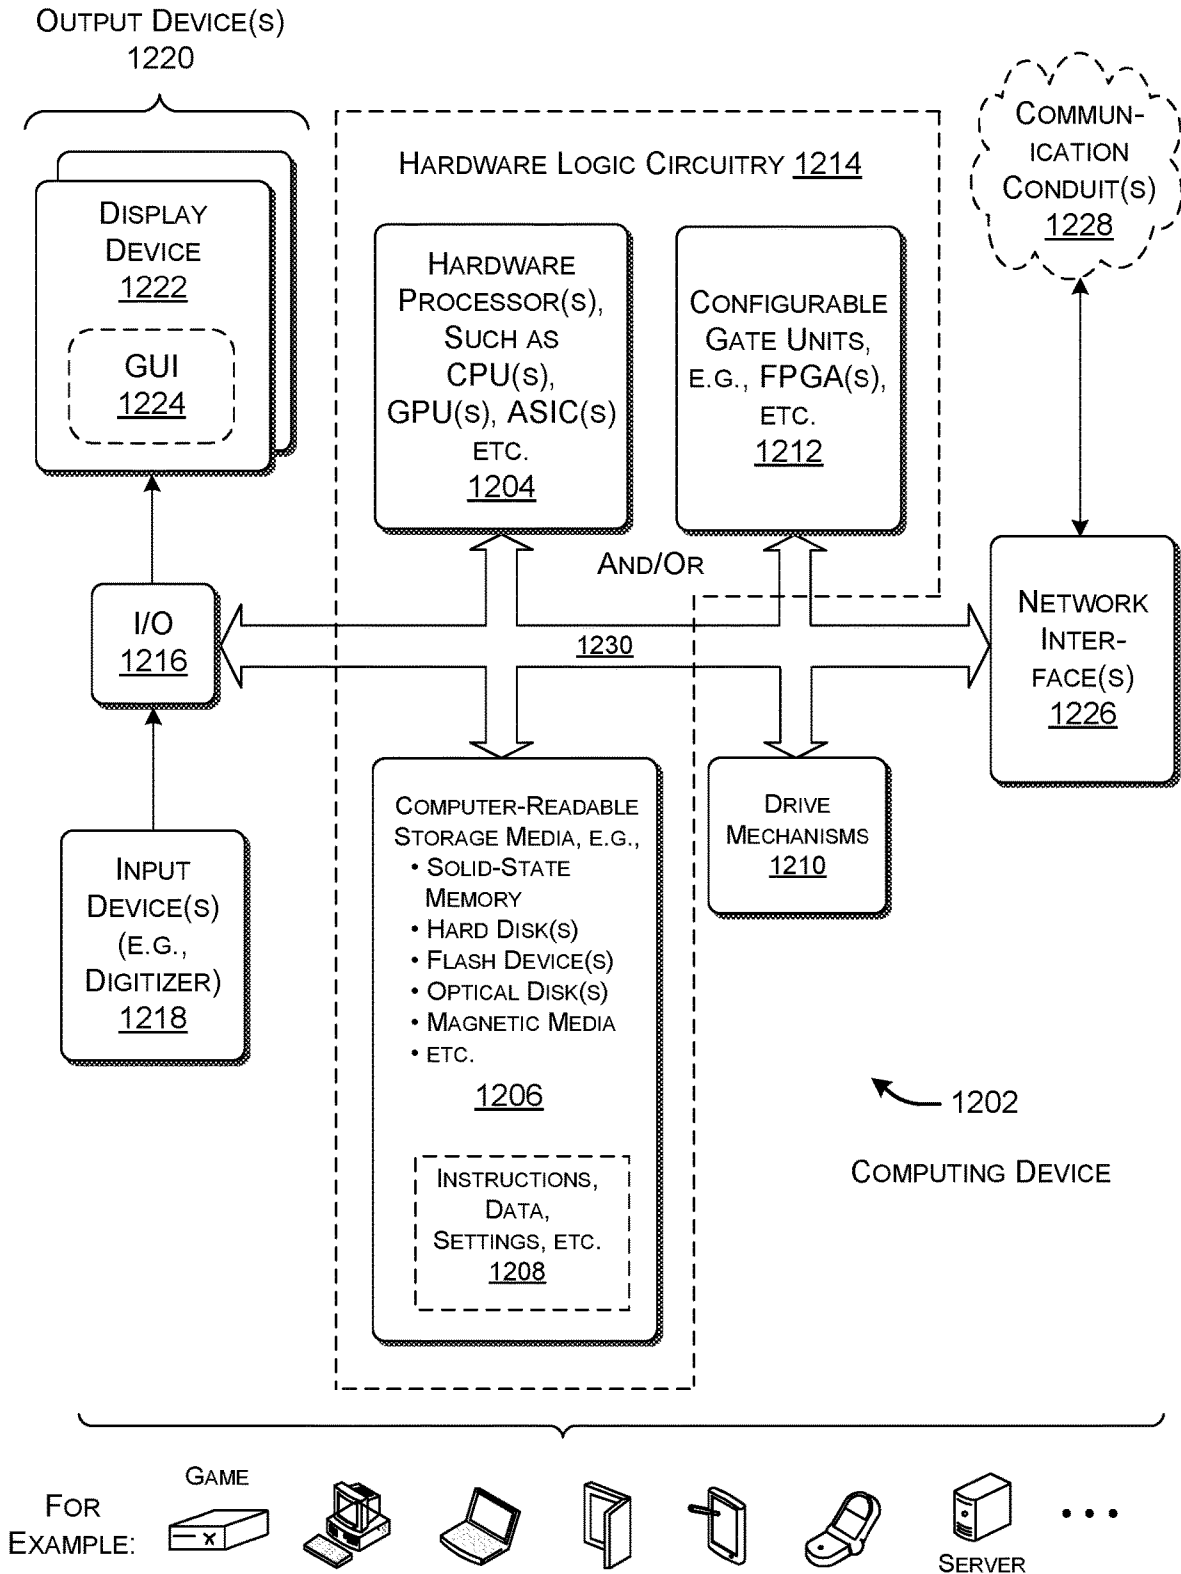 OUTPUT DEVICE(S)
1220
DISPLAY
DEVICE
1222
GUI
1224
I/O
1216
INPUT
DEVICE(S)
(E.G.,
DIGITIZER)
1218
HARDWARE LOGIC CIRCUITRY 1214
HARDWARE
PROCESSOR(S),
SUCH AS
CPU(S),
GPU(S), ASIC(S)
ETC.
1204
CONFIGURABLE
GATE UNITS,
E.G., FPGA(S),
ETC.
1212
AND/OR
1230
COMMUN-
ICATION
CONDUIT(S)
1228
NETWORK
INTER-
FACE(S)
1226
COMPUTER-READABLE
STORAGE MEDIA, E.G.,
• SOLID-STATE
MEMORY
• HARD DISK(S)
• FLASH DEVICE(S)
• OPTICAL DISK(S)
• MAGNETIC MEDIA
• ETC.
1206
INSTRUCTIONS,
DATA,
SETTINGS, ETC.
1208
DRIVE
MECHANISMS
1210
1202
COMPUTING DEVICE
FOR
EXAMPLE:
GAME
SERVER
• • •